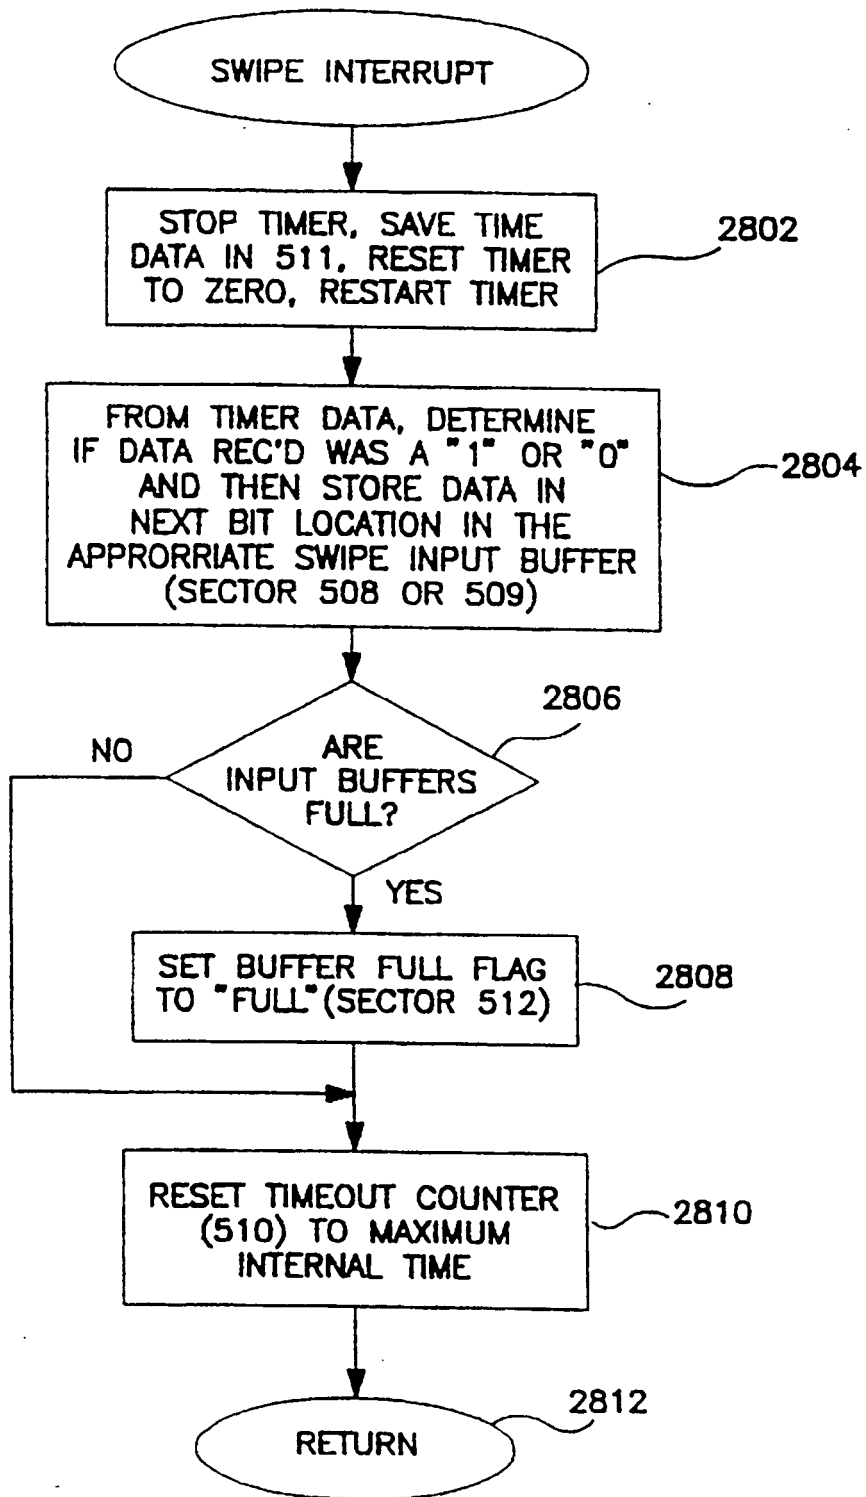 SWIPE INTERRUPT
STOP TIMER, SAVE TIME
DATA IN 511, RESET TIMER
TO ZERO, RESTART TIMER
2802
FROM TIMER DATA, DETERMINE
IF DATA REC'D WAS A "1" OR "0"
AND THEN STORE DATA IN
NEXT BIT LOCATION IN THE
APPRORRIATE SWIPE INPUT BUFFER
(SECTOR 508 OR 509)
2804
2806
NO
ARE
INPUT BUFFERS
FULL?
YES
SET BUFFER FULL FLAG
TO "FULL"(SECTOR 512)
2808
RESET TIMEOUT COUNTER
(510) TO MAXIMUM
INTERNAL TIME
2810
2812
RETURN